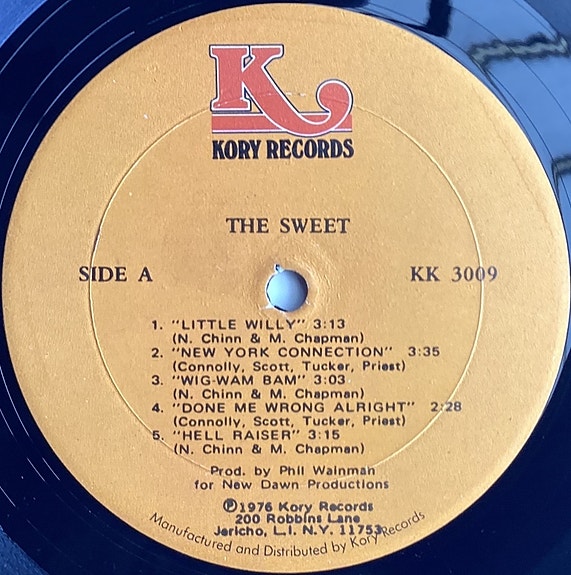 K
KORY RECORDS
THE SWEET
SIDE A KK 3009
1. "LITTLE WILLY" 3:13
(N. Chinn & M. Chapman)
2. "NEW YORK CONNECTION" 3:35
(Connolly, Scott, Tucker, Priest)
3. "WIG-WAM BAM" 3:03
(N. Chinn & M. Chapman)
4. "DONE ME WRONG ALRIGHT" 2:28
(Connolly, Scott, Tucker, Priest)
5. "HELL RAISER" 3:15
(N. Chinn & M. Chapman)
Prod. by Phil Wainman
for New Dawn Productions
Ⓟ1976 Kory Records
200 Robbins Lane
Jericho, L.I. N.Y. 11753
Manufactured and Distributed by Kory Records